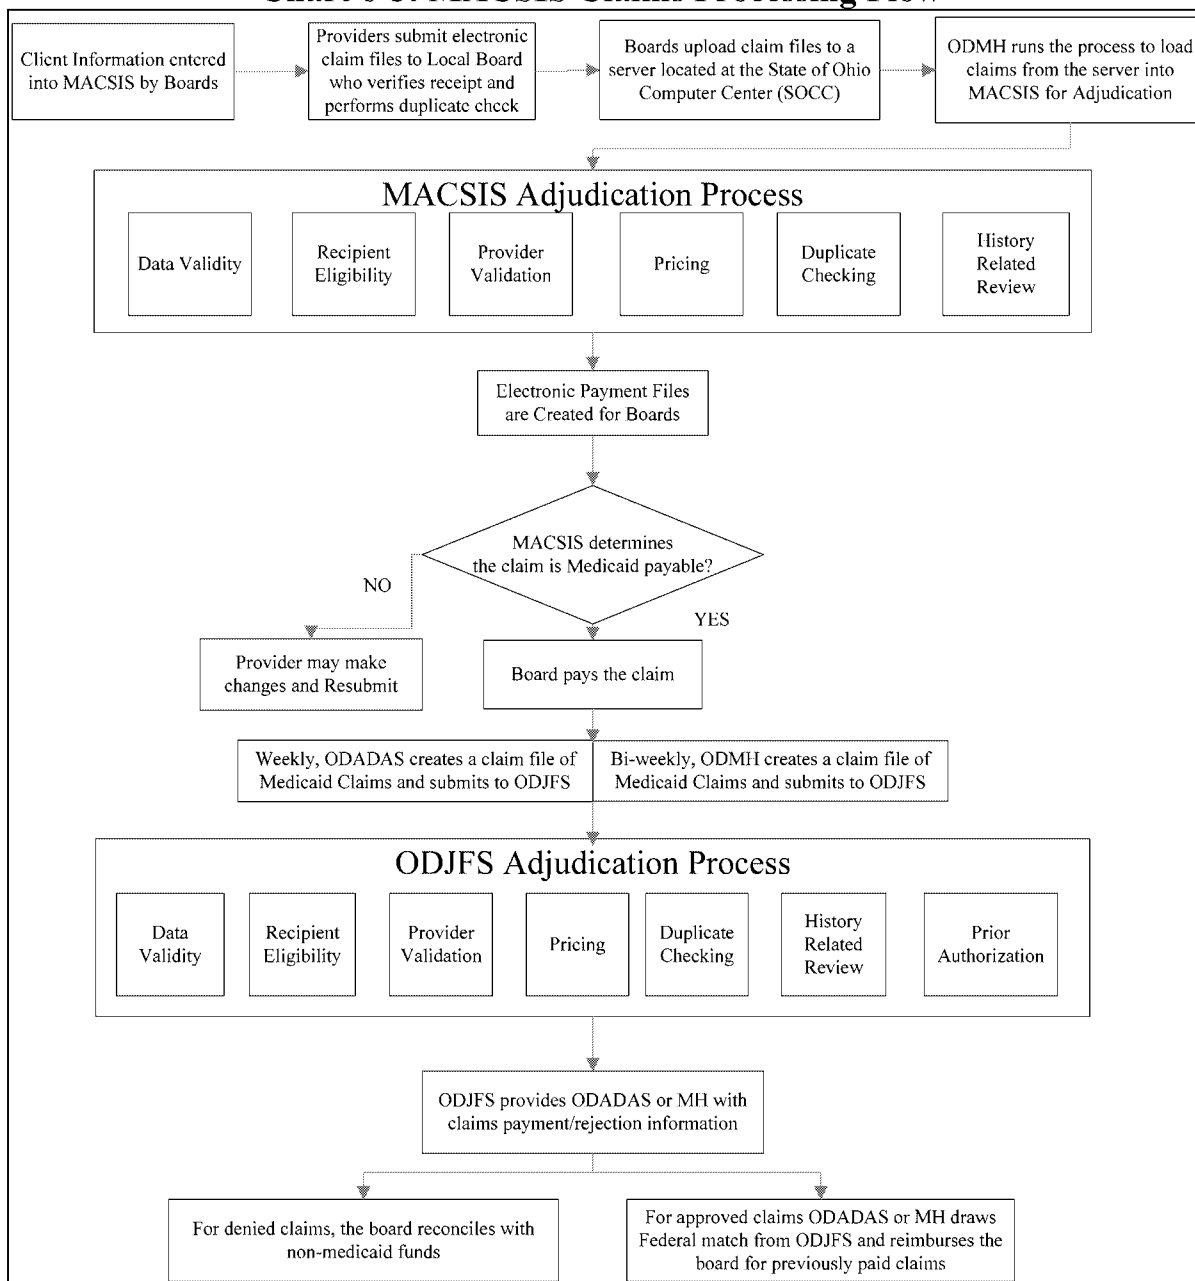 Client Information entered
into MACSIS by Boards
Providers submit electronic
claim files to Local Board
who verifies receipt and
performs duplicate check
Boards upload claim files to a
server located at the State of Ohio
Computer Center (SOCC)
ODMH runs the process to load
claims from the server into
MACSIS for Adjudication
MACSIS Adjudication Process
Data Validity
Recipient
Eligibility
Provider
Validation
Pricing
Duplicate
Checking
History
Related
Review
Electronic Payment Files
are Created for Boards
MACSIS determines
the claim is Medicaid payable?
NO
YES
Provider may make
changes and Resubmit
Board pays the claim
Weekly, ODADAS creates a claim file of
Medicaid Claims and submits to ODJFS
Bi-weekly, ODMH creates a claim file of
Medicaid Claims and submits to ODJFS
ODJFS Adjudication Process
Data
Validity
Recipient
Eligibility
Provider
Validation
Pricing
Duplicate
Checking
History
Related
Review
Prior
Authorization
ODJFS provides ODADAS or MH with
claims payment/rejection information
For denied claims, the board reconciles with
non-medicaid funds
For approved claims ODADAS or MH draws
Federal match from ODJFS and reimburses the
board for previously paid claims